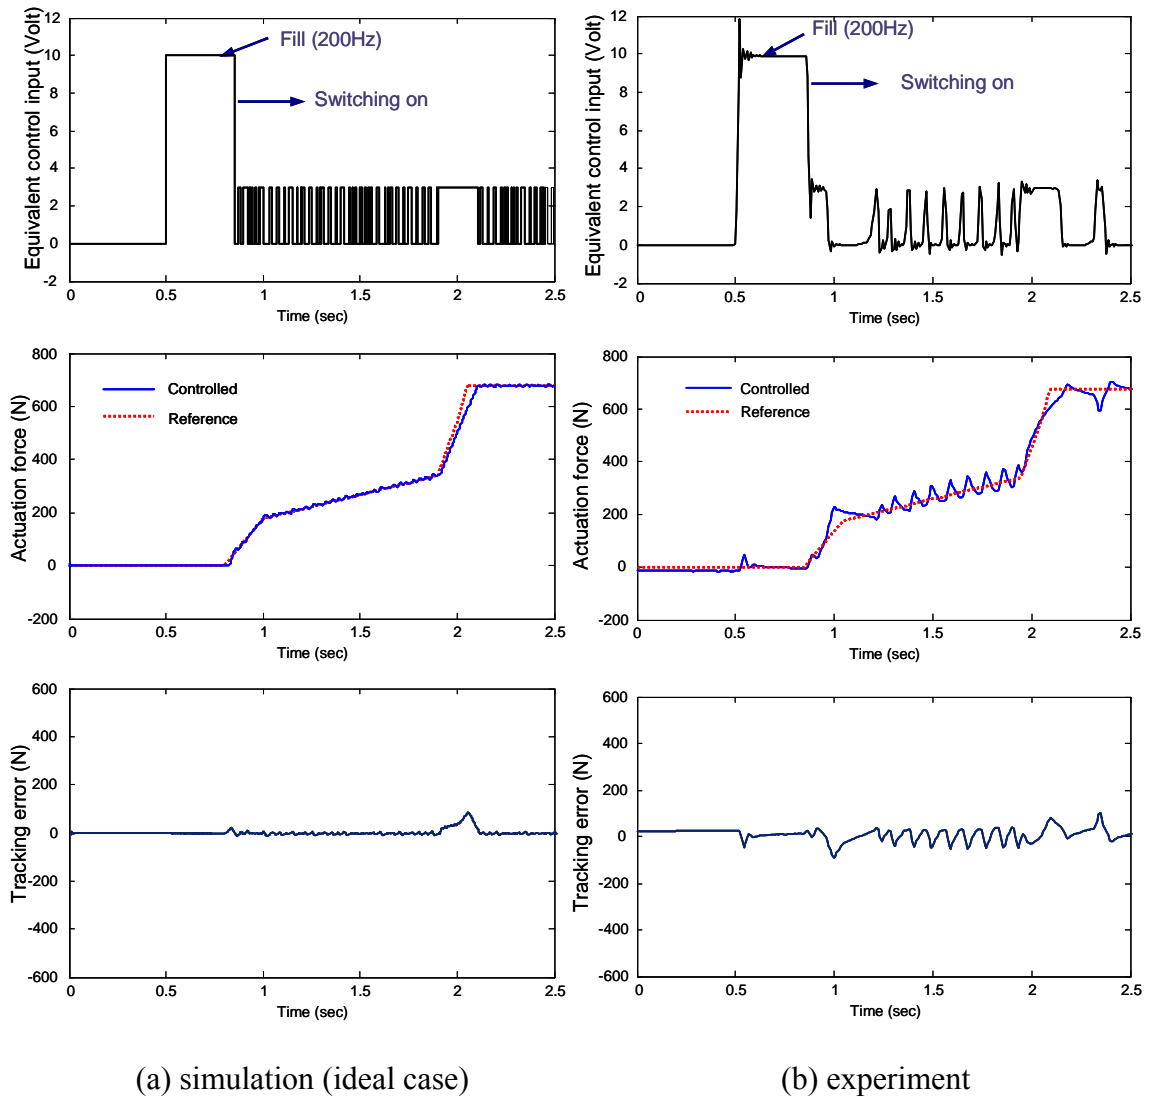 Equivalent control input (Volt)
12
10
8
6
4
2
0
-2
Fill (200Hz)
Switching on
0 0.5 1 1.5 2 2.5
Time (sec)
Equivalent control input (Volt)
12
10
8
6
4
2
0
-2
Fill (200Hz)
Switching on
0 0.5 1 1.5 2 2.5
Time (sec)
Actuation force (N)
800
600
400
200
0
-200
Controlled
Reference
0 0.5 1 1.5 2 2.5
Time (sec)
Actuation force (N)
800
600
400
200
0
-200
Controlled
Reference
0 0.5 1 1.5 2 2.5
Time (sec)
Tracking error (N)
600
400
200
0
-200
-400
-600
0 0.5 1 1.5 2 2.5
Time (sec)
Tracking error (N)
600
400
200
0
-200
-400
-600
0 0.5 1 1.5 2 2.5
Time (sec)
(a) simulation (ideal case)
(b) experiment